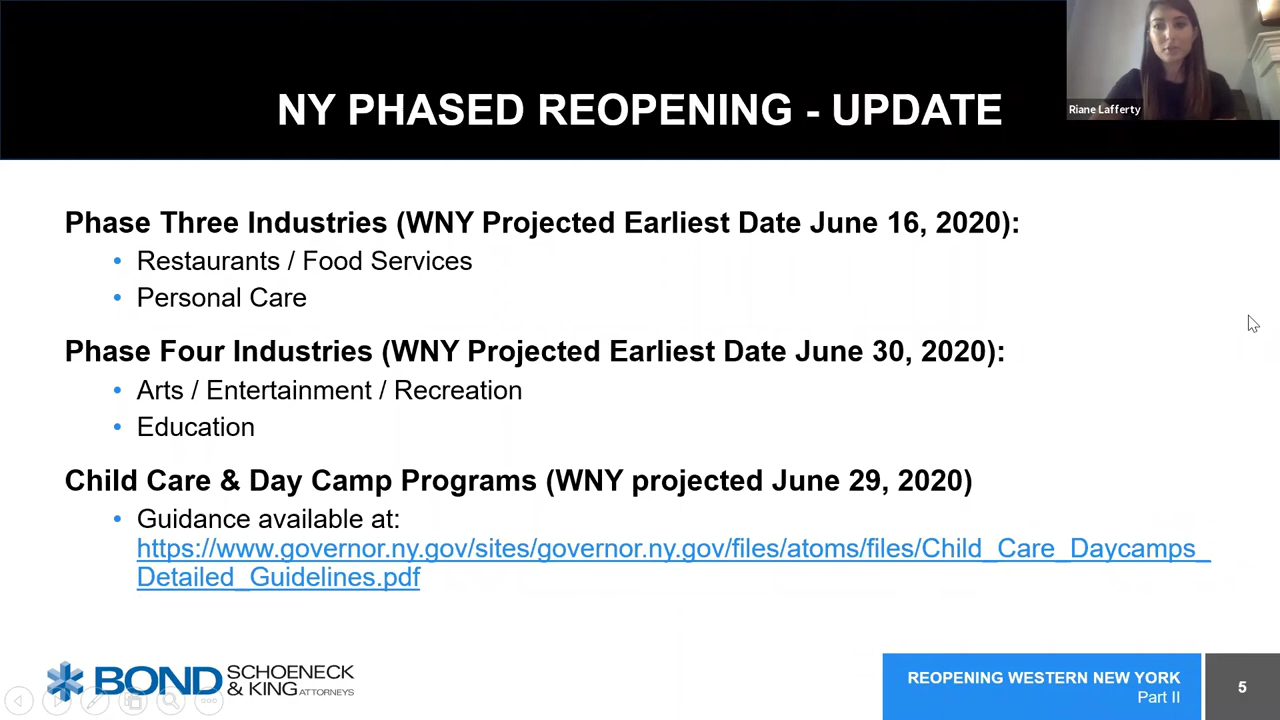 NY PHASED REOPENING - UPDATE
Riane Lafferty
Phase Three Industries (WNY Projected Earliest Date June 16, 2020):
• Restaurants / Food Services
• Personal Care
Phase Four Industries (WNY Projected Earliest Date June 30, 2020):
• Arts / Entertainment / Recreation
• Education
Child Care & Day Camp Programs (WNY projected June 29, 2020)
• Guidance available at:
https://www.governor.ny.gov/sites/governor.ny.gov/files/atoms/files/Child_Care_Daycamps_
Detailed_Guidelines.pdf
BOND SCHOENECK
& KING ATTORNEYS
REOPENING WESTERN NEW YORK
Part II
5